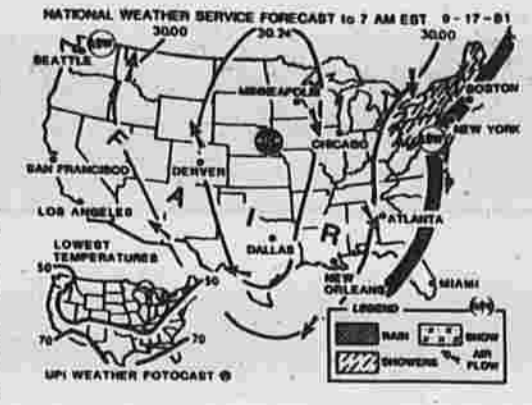 NATIONAL WEATHER SERVICE FORECAST to 7 AM EST 9-17-81
30.00 30.24 30.00
SEATTLE
LOW
MINNEAPOLIS
BOSTON
NEW YORK
CHICAGO
SAN FRANCISCO
DENVER
LOS ANGELES
ATLANTA
DALLAS
NEW ORLEANS
MIAMI
F A I R
LOWEST
TEMPERATURES
50
50
70
70
LEGEND
RAIN
SNOW
SHOWERS
AIR FLOW
UPI WEATHER FOTOCAST ®